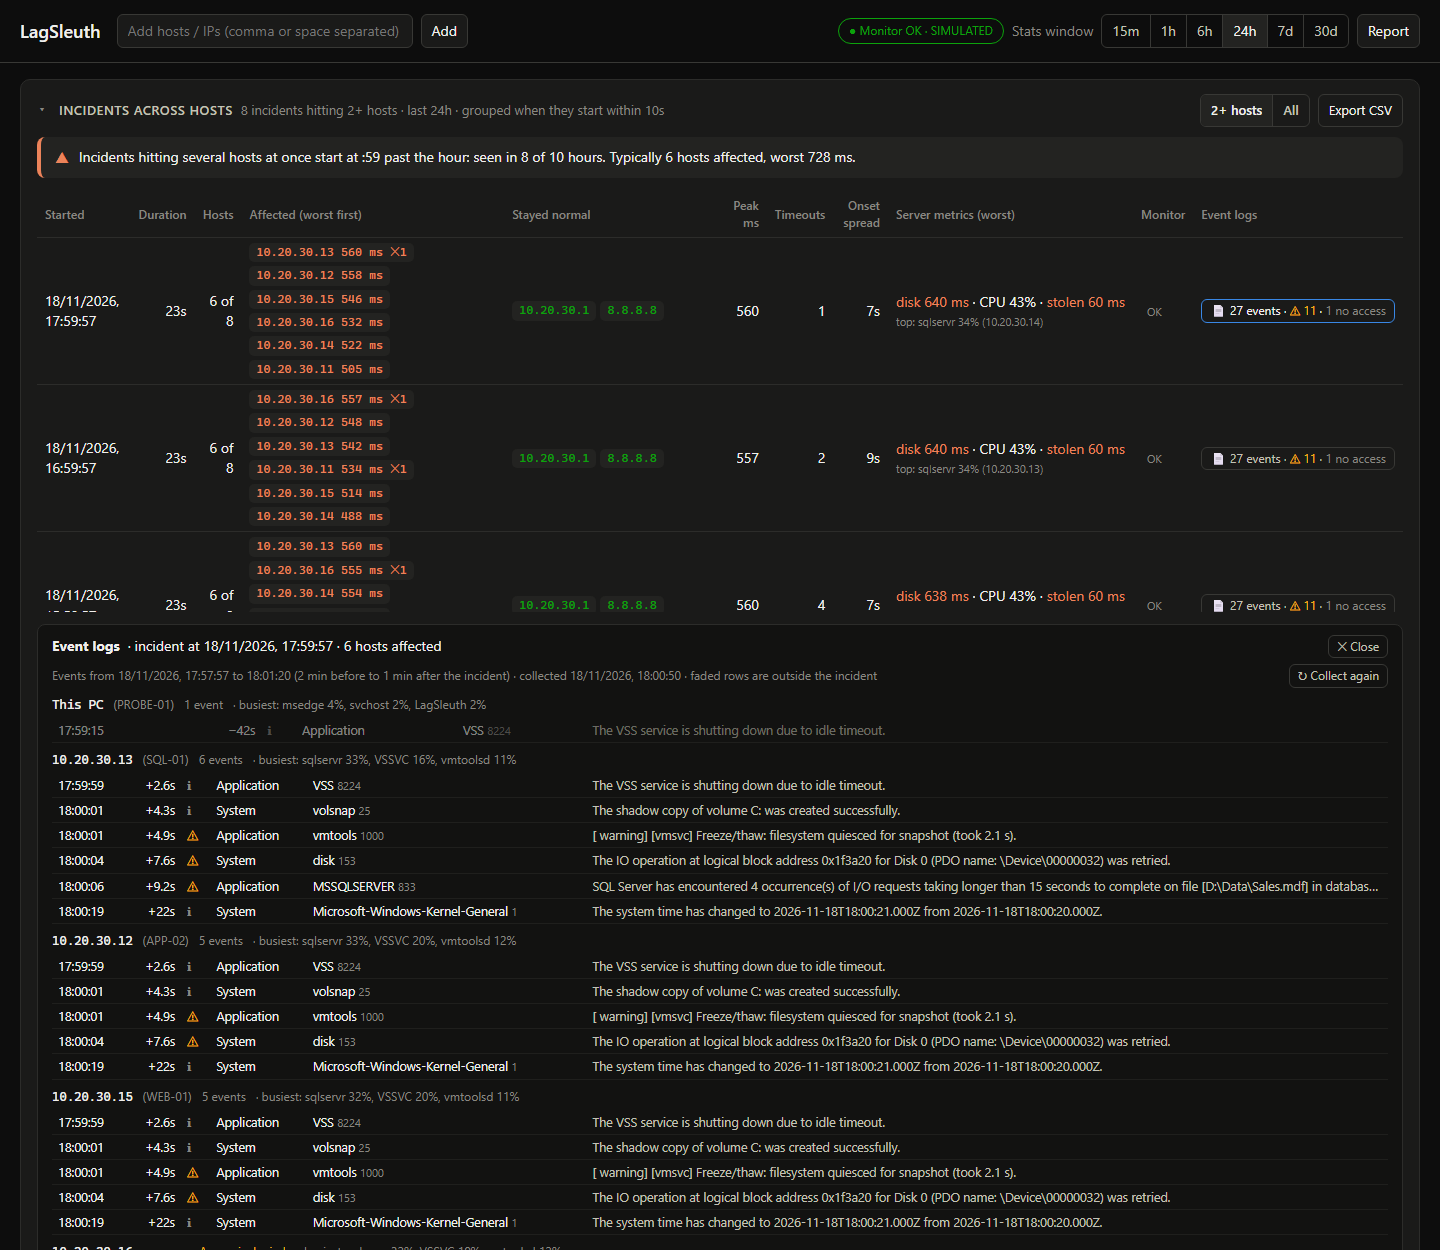 LagSleuth
Add hosts / IPs (comma or space separated)
Add
● Monitor OK · SIMULATED
Stats window
15m 1h 6h 24h 7d 30d
Report
INCIDENTS ACROSS HOSTS 8 incidents hitting 2+ hosts · last 24h · grouped when they start within 10s
2+ hosts All
Export CSV
Incidents hitting several hosts at once start at :59 past the hour: seen in 8 of 10 hours. Typically 6 hosts affected, worst 728 ms.
Started Duration Hosts Affected (worst first) Stayed normal Peak ms Timeouts Onset spread Server metrics (worst) Monitor Event logs
18/11/2026, 17:59:57
23s
6 of 8
10.20.30.13 560 ms ✕1
10.20.30.12 558 ms
10.20.30.15 546 ms
10.20.30.16 532 ms
10.20.30.14 522 ms
10.20.30.11 505 ms
10.20.30.1 8.8.8.8
560
1
7s
disk 640 ms · CPU 43% · stolen 60 ms
top: sqlservr 34% (10.20.30.14)
OK
27 events · ⚠ 11 · 1 no access
18/11/2026, 16:59:57
23s
6 of 8
10.20.30.16 557 ms ✕1
10.20.30.12 548 ms
10.20.30.13 542 ms
10.20.30.11 534 ms ✕1
10.20.30.15 514 ms
10.20.30.14 488 ms
10.20.30.1 8.8.8.8
557
2
9s
disk 640 ms · CPU 43% · stolen 60 ms
top: sqlservr 34% (10.20.30.13)
OK
27 events · ⚠ 11 · 1 no access
18/11/2026,
23s
6 of
10.20.30.13 560 ms
10.20.30.16 555 ms ✕1
10.20.30.14 554 ms
10.20.30.1 8.8.8.8
560
4
7s
disk 638 ms · CPU 43% · stolen 60 ms
OK
27 events · ⚠ 11 · 1 no access
Event logs · incident at 18/11/2026, 17:59:57 · 6 hosts affected
✕ Close
Events from 18/11/2026, 17:57:57 to 18:01:20 (2 min before to 1 min after the incident) · collected 18/11/2026, 18:00:50 · faded rows are outside the incident
↻ Collect again
This PC (PROBE-01) 1 event · busiest: msedge 4%, svchost 2%, LagSleuth 2%
17:59:15 −42s ℹ Application VSS 8224 The VSS service is shutting down due to idle timeout.
10.20.30.13 (SQL-01) 6 events · busiest: sqlservr 33%, VSSVC 16%, vmtoolsd 11%
17:59:59 +2.6s ℹ Application VSS 8224 The VSS service is shutting down due to idle timeout.
18:00:01 +4.3s ℹ System volsnap 25 The shadow copy of volume C: was created successfully.
18:00:01 +4.9s ⚠ Application vmtools 1000 [ warning] [vmsvc] Freeze/thaw: filesystem quiesced for snapshot (took 2.1 s).
18:00:04 +7.6s ⚠ System disk 153 The IO operation at logical block address 0x1f3a20 for Disk 0 (PDO name: \Device\00000032) was retried.
18:00:06 +9.2s ⚠ Application MSSQLSERVER 833 SQL Server has encountered 4 occurrence(s) of I/O requests taking longer than 15 seconds to complete on file [D:\Data\Sales.mdf] in databas...
18:00:19 +22s ℹ System Microsoft-Windows-Kernel-General 1 The system time has changed to 2026-11-18T18:00:21.000Z from 2026-11-18T18:00:20.000Z.
10.20.30.12 (APP-02) 5 events · busiest: sqlservr 33%, VSSVC 20%, vmtoolsd 12%
17:59:59 +2.6s ℹ Application VSS 8224 The VSS service is shutting down due to idle timeout.
18:00:01 +4.3s ℹ System volsnap 25 The shadow copy of volume C: was created successfully.
18:00:01 +4.9s ⚠ Application vmtools 1000 [ warning] [vmsvc] Freeze/thaw: filesystem quiesced for snapshot (took 2.1 s).
18:00:04 +7.6s ⚠ System disk 153 The IO operation at logical block address 0x1f3a20 for Disk 0 (PDO name: \Device\00000032) was retried.
18:00:19 +22s ℹ System Microsoft-Windows-Kernel-General 1 The system time has changed to 2026-11-18T18:00:21.000Z from 2026-11-18T18:00:20.000Z.
10.20.30.15 (WEB-01) 5 events · busiest: sqlservr 32%, VSSVC 20%, vmtoolsd 11%
17:59:59 +2.6s ℹ Application VSS 8224 The VSS service is shutting down due to idle timeout.
18:00:01 +4.3s ℹ System volsnap 25 The shadow copy of volume C: was created successfully.
18:00:01 +4.9s ⚠ Application vmtools 1000 [ warning] [vmsvc] Freeze/thaw: filesystem quiesced for snapshot (took 2.1 s).
18:00:04 +7.6s ⚠ System disk 153 The IO operation at logical block address 0x1f3a20 for Disk 0 (PDO name: \Device\00000032) was retried.
18:00:19 +22s ℹ System Microsoft-Windows-Kernel-General 1 The system time has changed to 2026-11-18T18:00:21.000Z from 2026-11-18T18:00:20.000Z.